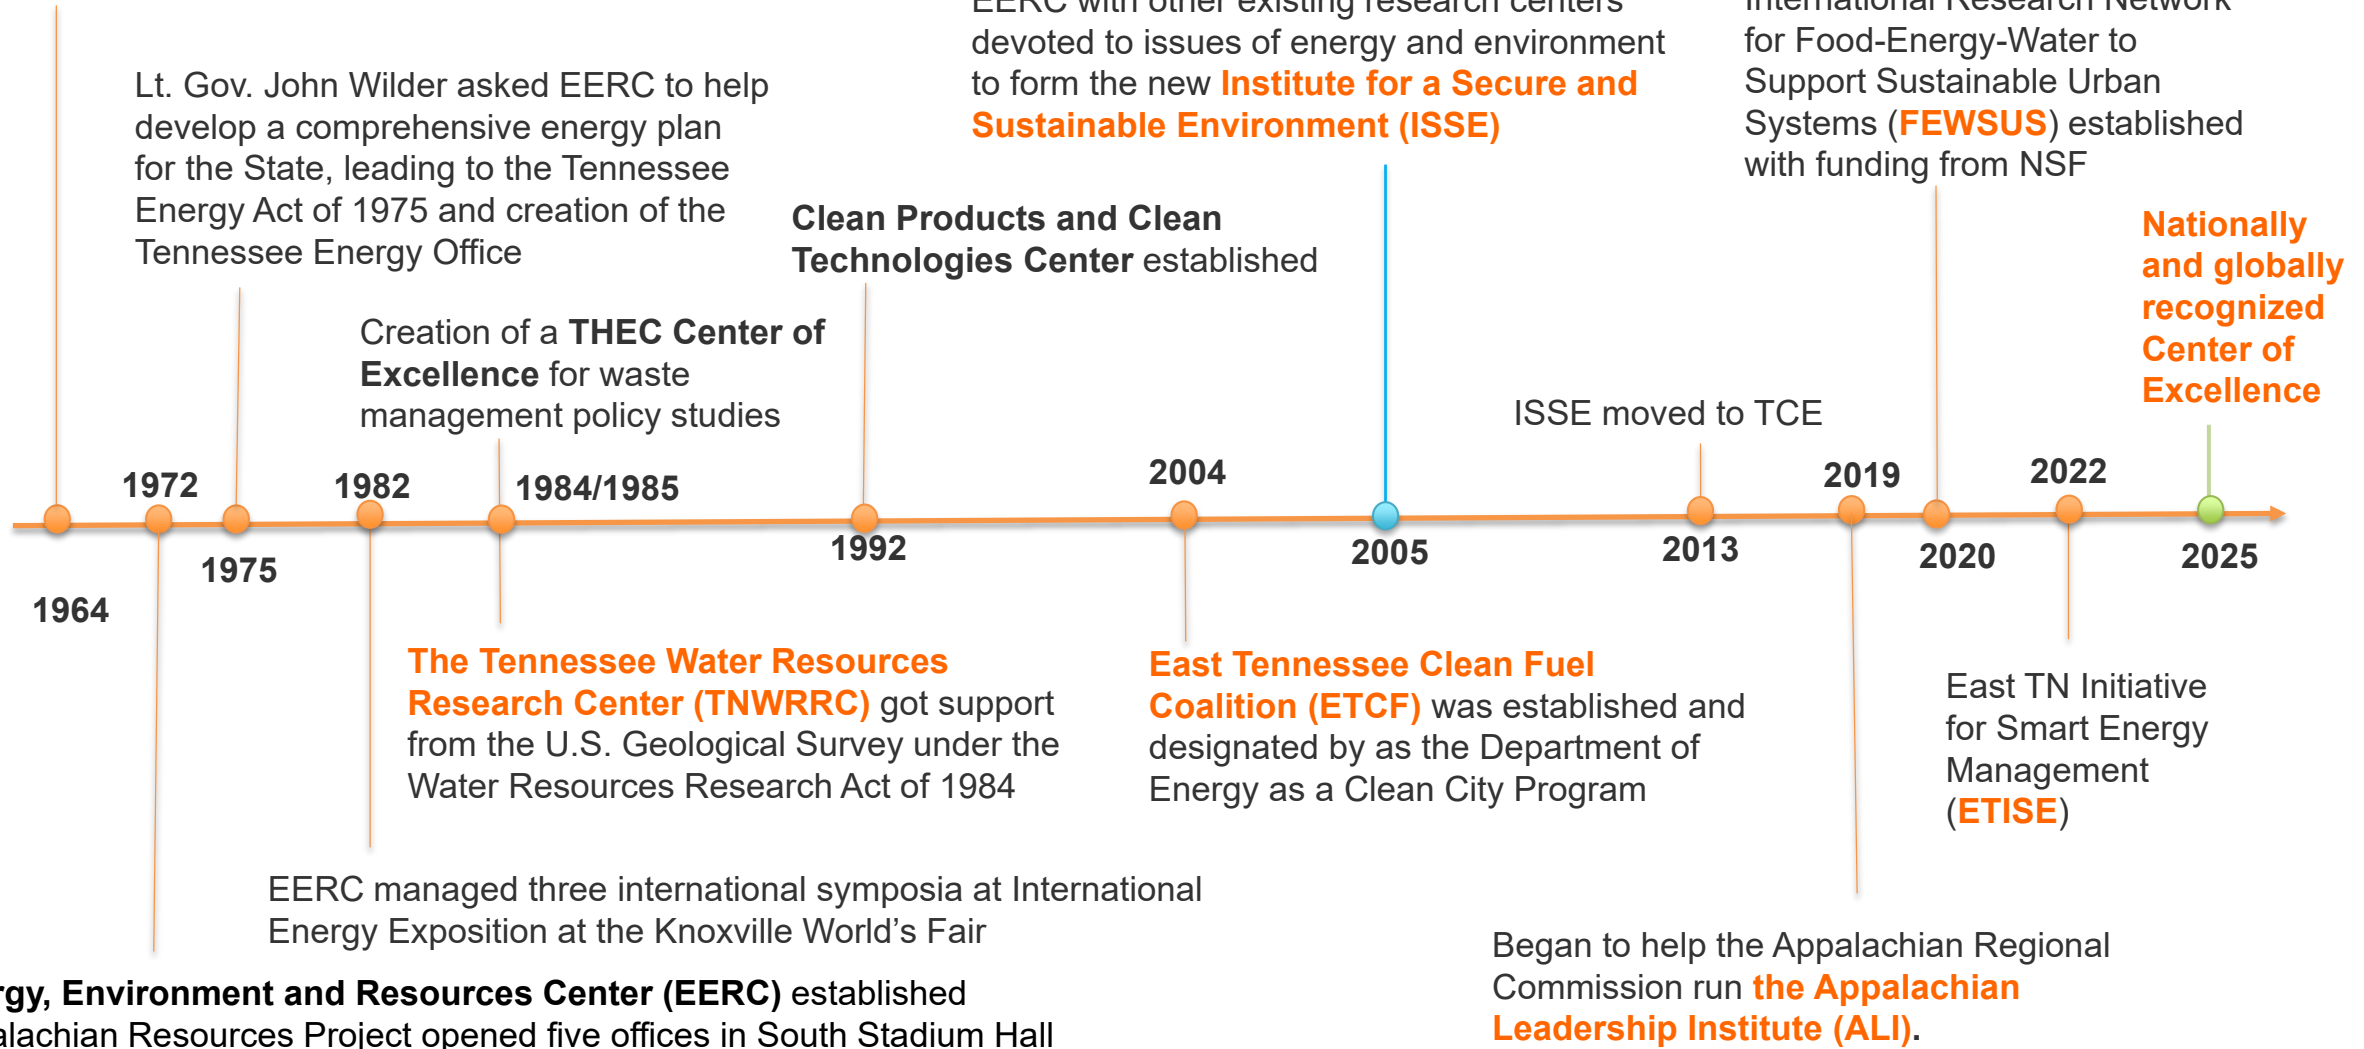 EERC with other existing research centers
devoted to issues of energy and environment
to form the new Institute for a Secure and
Sustainable Environment (ISSE)
International Research Network
for Food-Energy-Water to
Support Sustainable Urban
Systems (FEWSUS) established
with funding from NSF
Lt. Gov. John Wilder asked EERC to help
develop a comprehensive energy plan
for the State, leading to the Tennessee
Energy Act of 1975 and creation of the
Tennessee Energy Office
Clean Products and Clean
Technologies Center established
Nationally
and globally
recognized
Center of
Excellence
Creation of a THEC Center of
Excellence for waste
management policy studies
ISSE moved to TCE
1972
1982
1984/1985
2004
2019
2022
1964
1975
1992
2005
2013
2020
2025
The Tennessee Water Resources
Research Center (TNWRRC) got support
from the U.S. Geological Survey under the
Water Resources Research Act of 1984
East Tennessee Clean Fuel
Coalition (ETCF) was established and
designated by as the Department of
Energy as a Clean City Program
East TN Initiative
for Smart Energy
Management
(ETISE)
EERC managed three international symposia at International
Energy Exposition at the Knoxville World’s Fair
Began to help the Appalachian Regional
Commission run the Appalachian
Leadership Institute (ALI).
Environment and Resources Center (EERC) established
Resources Project opened five offices in South Stadium Hall